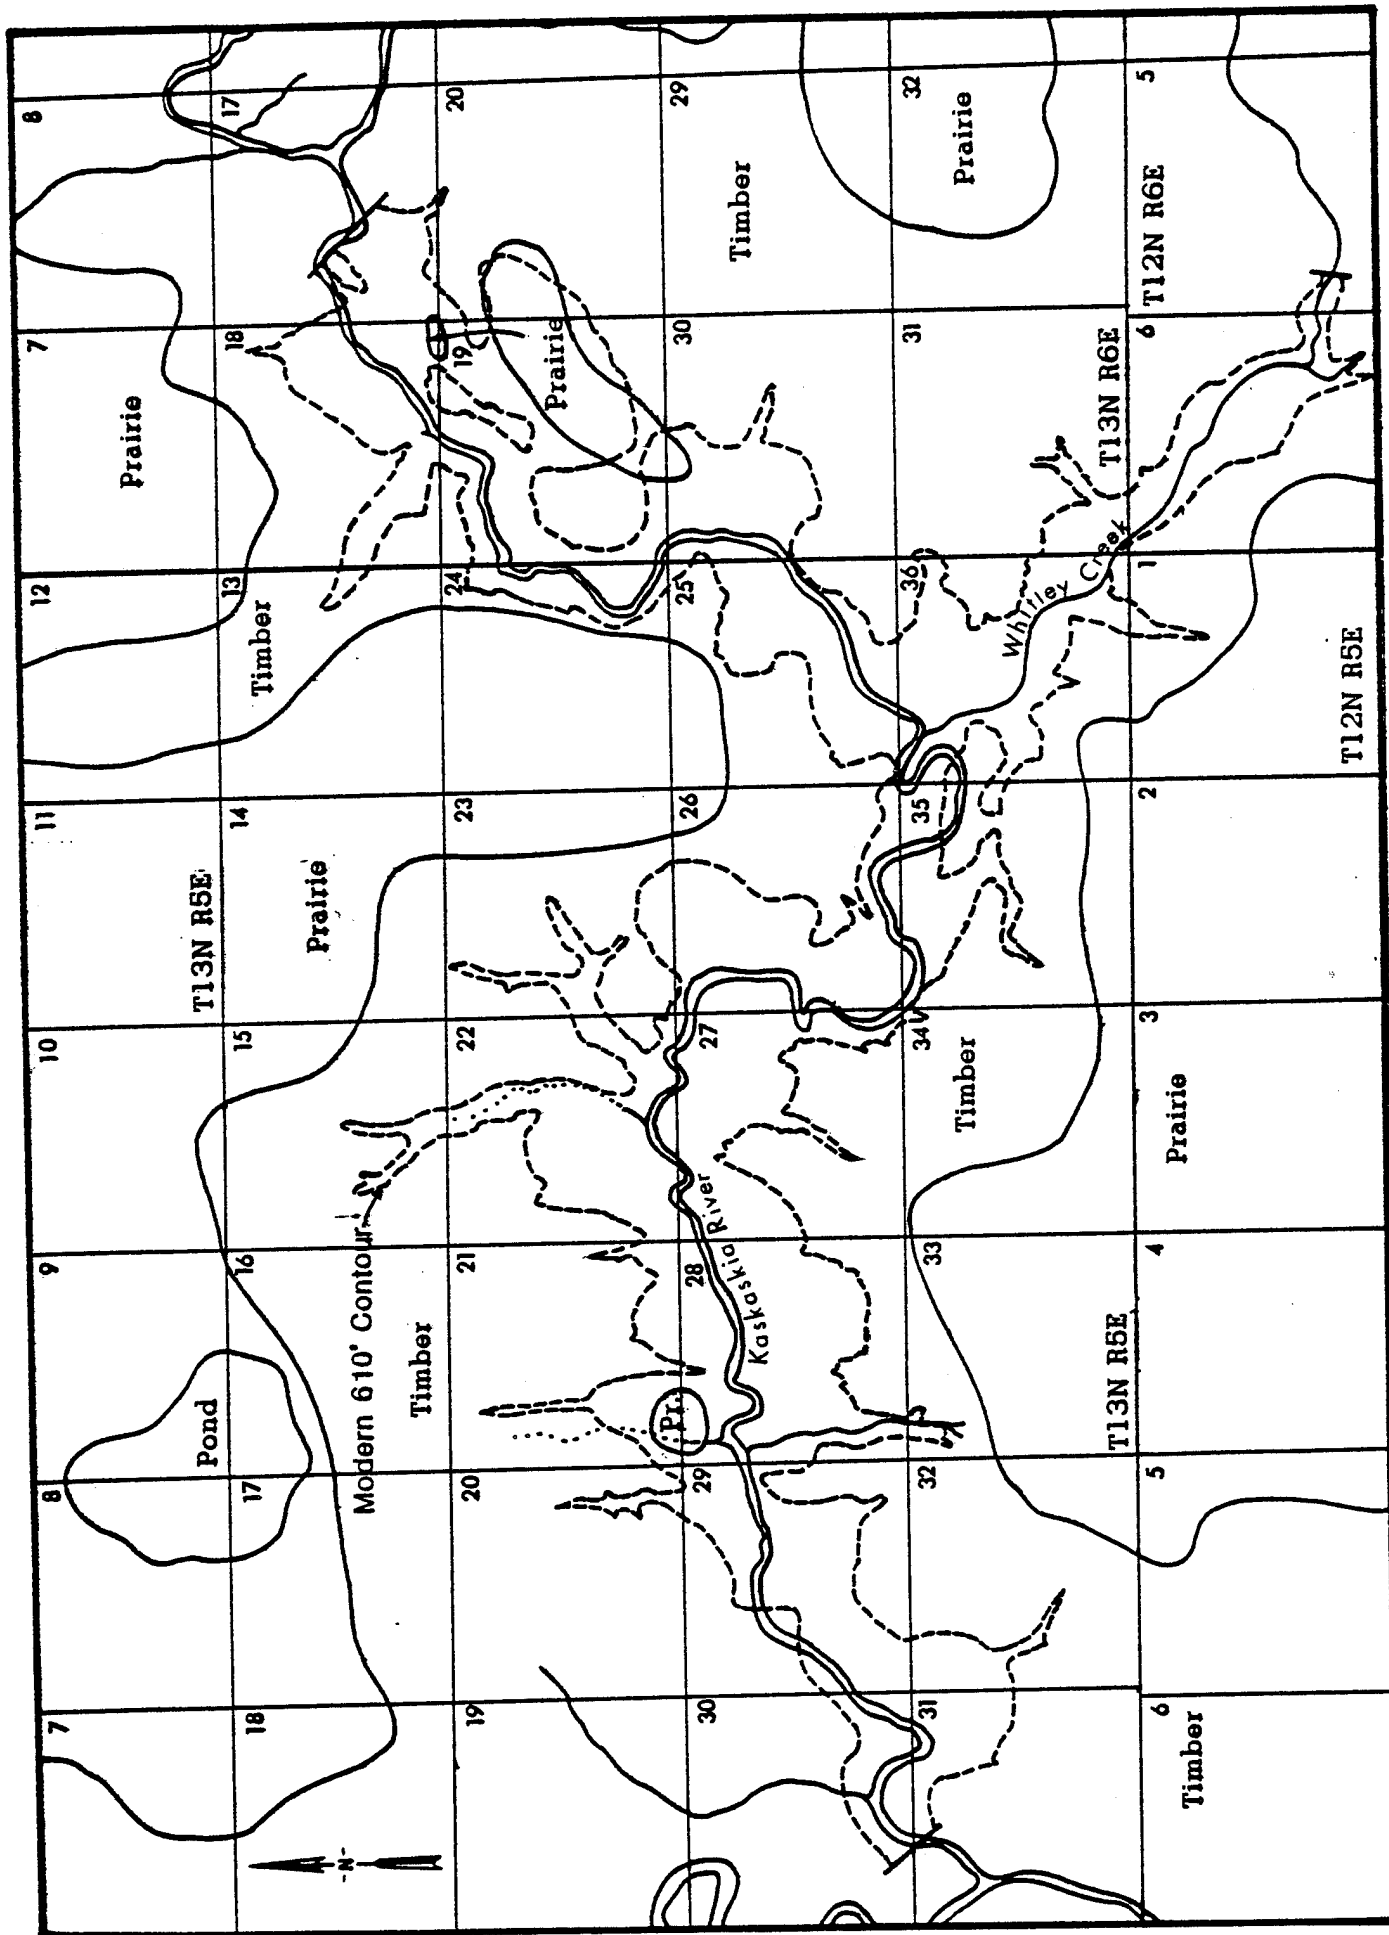 7 8 9 10 11 12 7 8
Prairie
T13N R5E
Pond
18 17 16 15 14 13 18 17
Timber
Prairie
-N-
Modern 610' Contour
Timber
19 20 21 22 23 24 19 20
Prairie
Pr.
30 29 28 27 26 25 30 29
Kaskaskia River
Timber
31 32 33 34 35 36 31 32
Timber
Prairie
Whitley Creek
T13N R5E
T13N R6E
T12N R6E
6 5 4 3 2 1 6 5
Prairie
Timber
T12N R5E